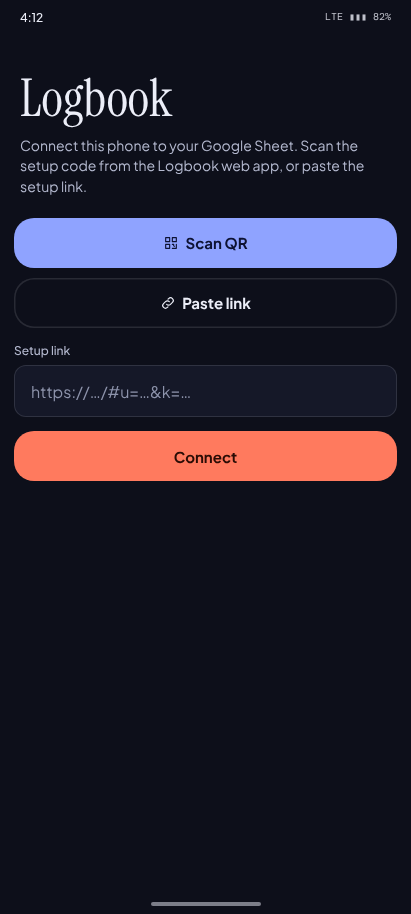 4:12
LTE 82%
Logbook
Connect this phone to your Google Sheet. Scan the
setup code from the Logbook web app, or paste the
setup link.
Scan QR
Paste link
Setup link
https://…/#u=…&k=…
Connect